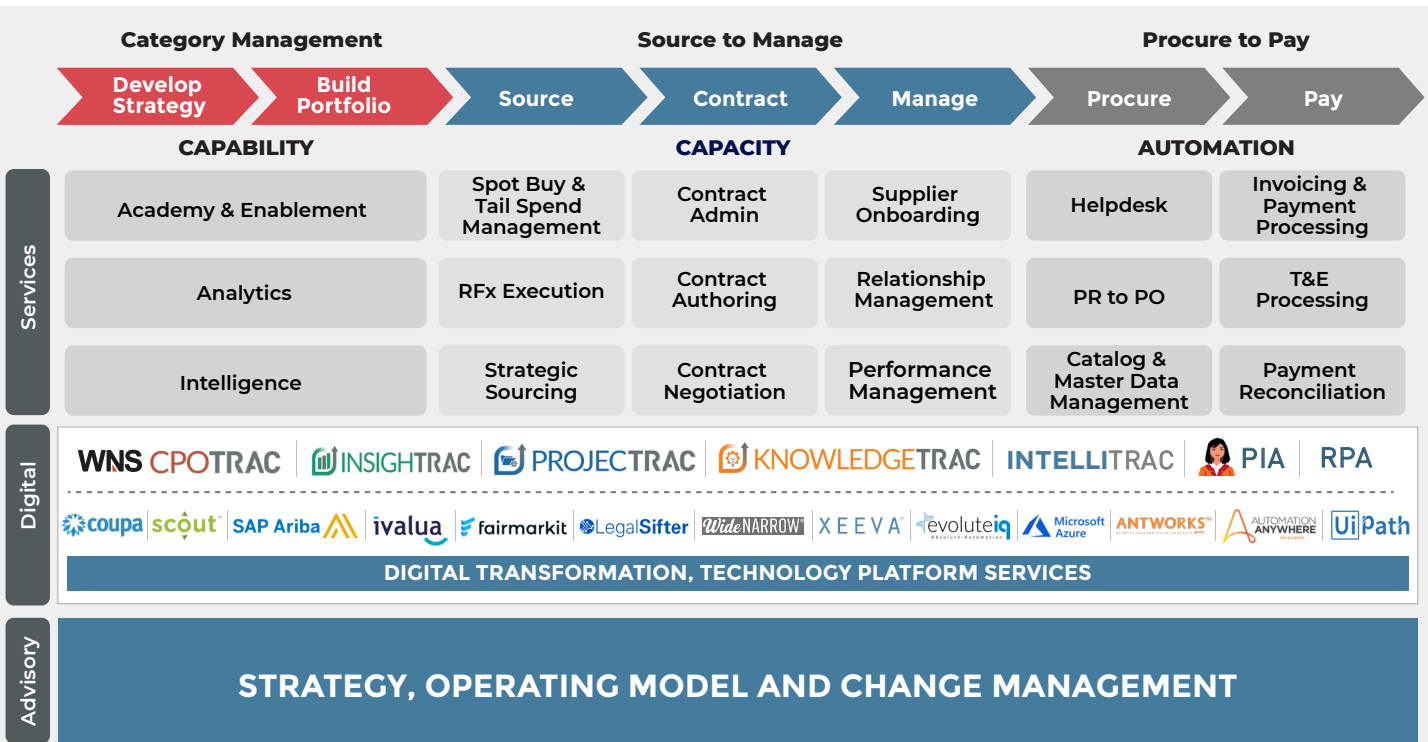 Category Management
Source to Manage
Procure to Pay
Develop
Strategy
Build
Portfolio
Source
Contract
Manage
Procure
Pay
CAPABILITY
CAPACITY
AUTOMATION
Services
Academy & Enablement
Spot Buy &
Tail Spend
Management
Contract
Admin
Supplier
Onboarding
Helpdesk
Invoicing &
Payment
Processing
Analytics
RFx Execution
Contract
Authoring
Relationship
Management
PR to PO
T&E
Processing
Intelligence
Strategic
Sourcing
Contract
Negotiation
Performance
Management
Catalog &
Master Data
Management
Payment
Reconciliation
Digital
WNS CPOTRAC
INSIGHTRAC
PROJECTRAC
KNOWLEDGETRAC
INTELLITRAC
PIA
RPA
coupa
scout™
SAP Ariba
ivalua
fairmarkit
LegalSifter
WideNARROW
XEEVA
evoluteiq
Absolute.Automation
Microsoft
Azure
ANTWORKS™
AUTOMATION
ANYWHERE
UiPath
DIGITAL TRANSFORMATION, TECHNOLOGY PLATFORM SERVICES
Advisory
STRATEGY, OPERATING MODEL AND CHANGE MANAGEMENT